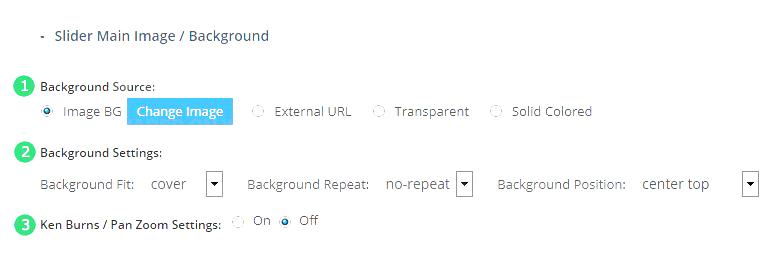 - Slider Main Image / Background
1 Background Source:
Image BG Change Image External URL Transparent Solid Colored
2 Background Settings:
Background Fit: cover Background Repeat: no-repeat Background Position: center top
3 Ken Burns / Pan Zoom Settings: On Off